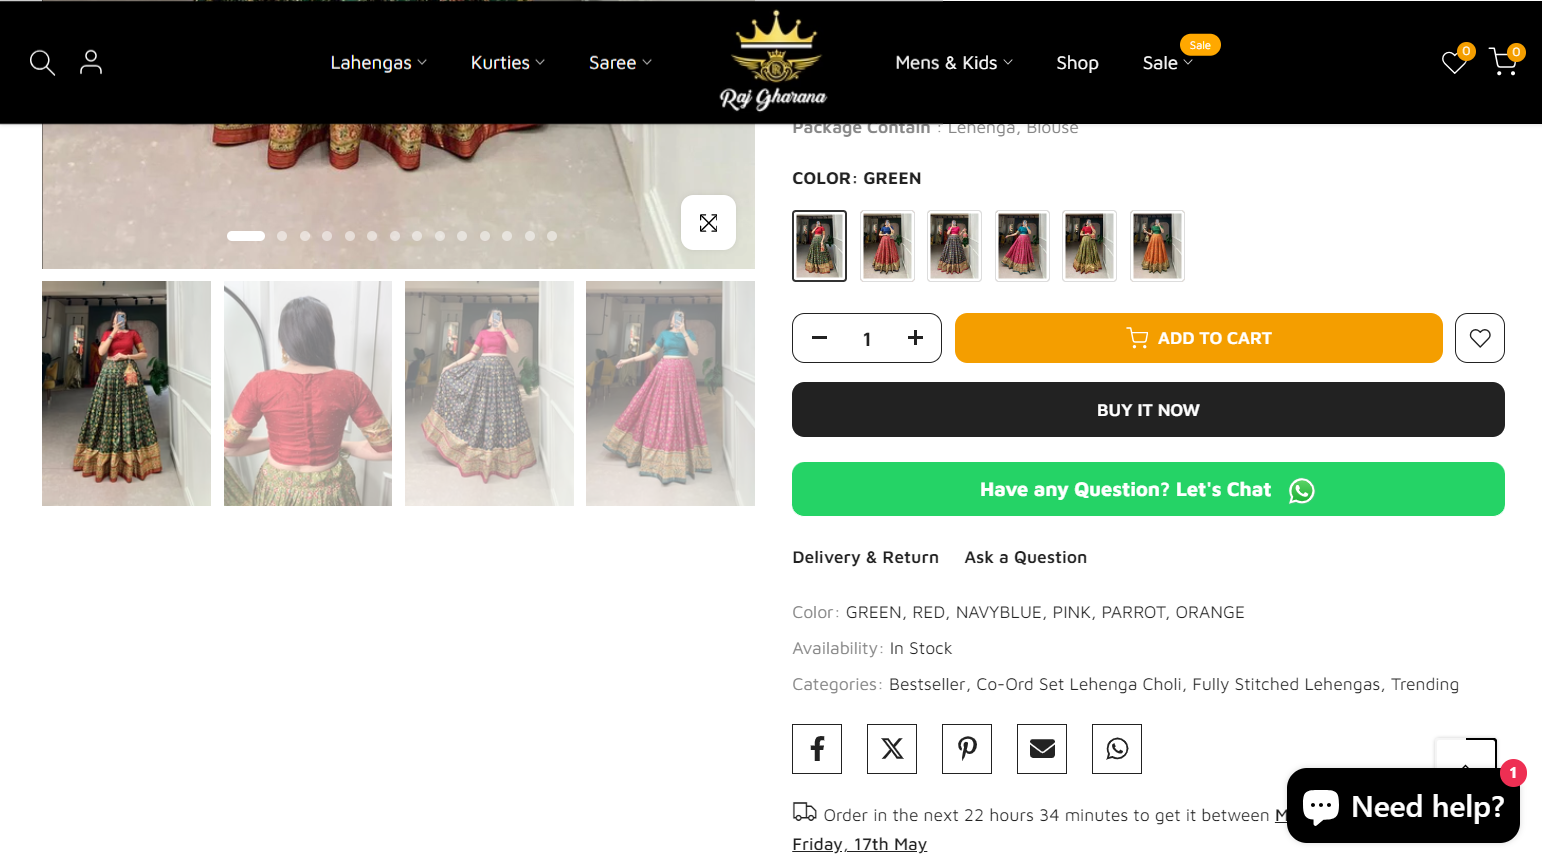 Lahengas
Kurties
Saree
Raj Gharana
Mens & Kids
Shop
Sale
Sale
0
0
Package Contain : Lehenga, Blouse
COLOR: GREEN
1
ADD TO CART
BUY IT NOW
Have any Question? Let's Chat
Delivery & Return
Ask a Question
Color: GREEN, RED, NAVYBLUE, PINK, PARROT, ORANGE
Availability: In Stock
Categories: Bestseller, Co-Ord Set Lehenga Choli, Fully Stitched Lehengas, Trending
1
Need help?
Order in the next 22 hours 34 minutes to get it between
Friday, 17th May